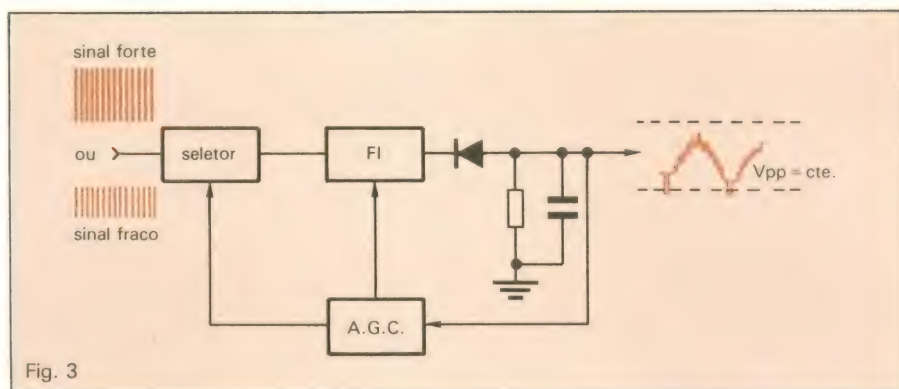 sinal forte
ou
sinal fraco
seletor
FI
A.G.C.
Vpp = cte.
Fig. 3